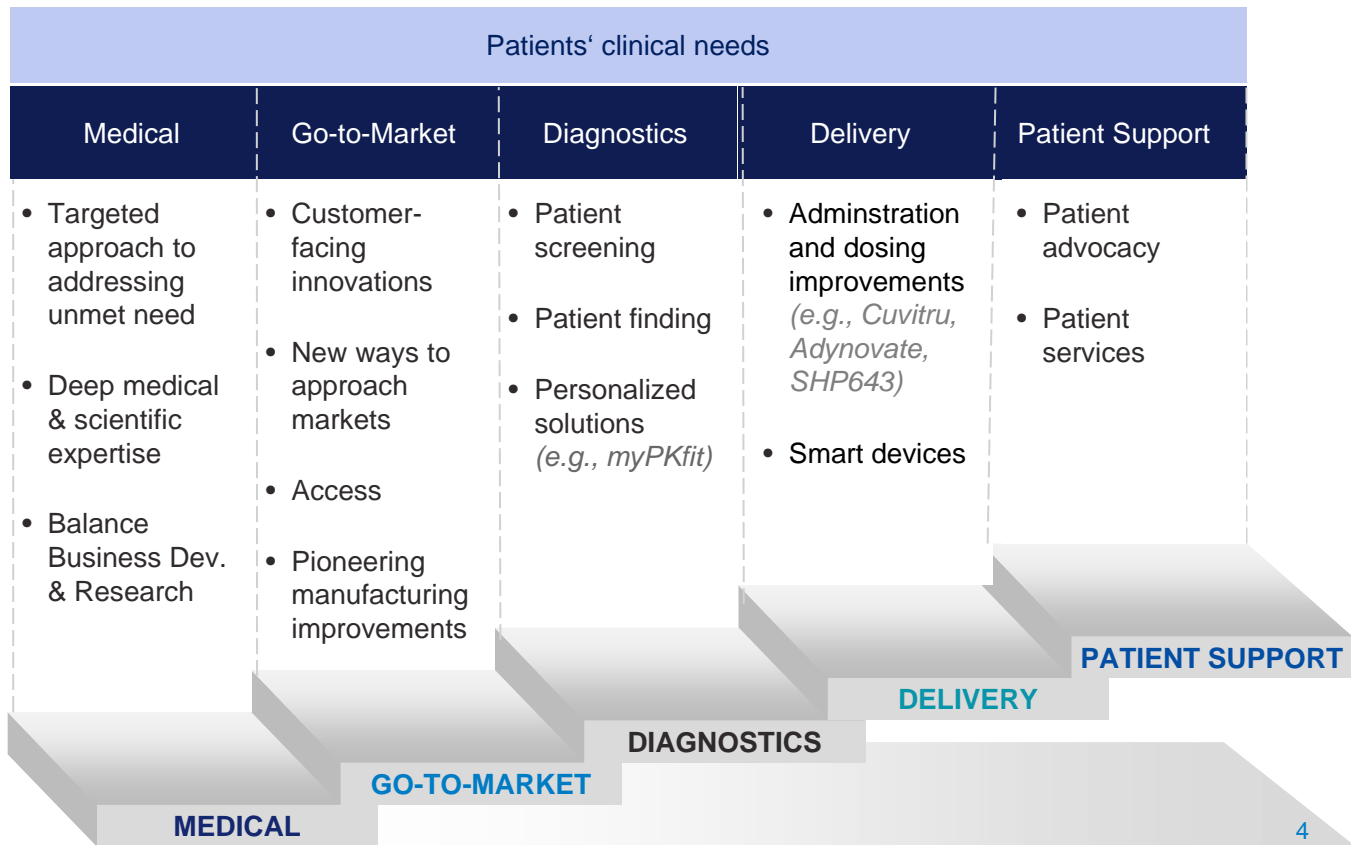 Patients‘ clinical needs
Medical
Go-to-Market
Diagnostics
Delivery
Patient Support
• Targeted
approach to
addressing
unmet need
• Deep medical
& scientific
expertise
• Balance
Business Dev.
& Research
• Customer-
facing
innovations
• New ways to
approach
markets
• Access
• Pioneering
manufacturing
improvements
• Patient
screening
• Patient finding
• Personalized
solutions
(e.g., myPKfit)
• Adminstration
and dosing
improvements
(e.g., Cuvitru,
Adynovate,
SHP643)
• Smart devices
• Patient
advocacy
• Patient
services
PATIENT SUPPORT
DELIVERY
DIAGNOSTICS
GO-TO-MARKET
MEDICAL
4